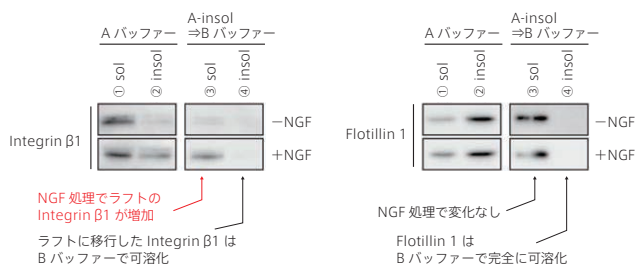 A バッファー
A-insol
⇒B バッファー
① sol
② insol
③ sol
④ insol
Integrin β1
−NGF
+NGF
NGF 処理でラフトの
Integrin β1 が増加
ラフトに移行した Integrin β1 は
B バッファーで可溶化
A バッファー
A-insol
⇒B バッファー
① sol
② insol
③ sol
④ insol
Flotillin 1
−NGF
+NGF
NGF 処理で変化なし
Flotillin 1 は
B バッファーで完全に可溶化